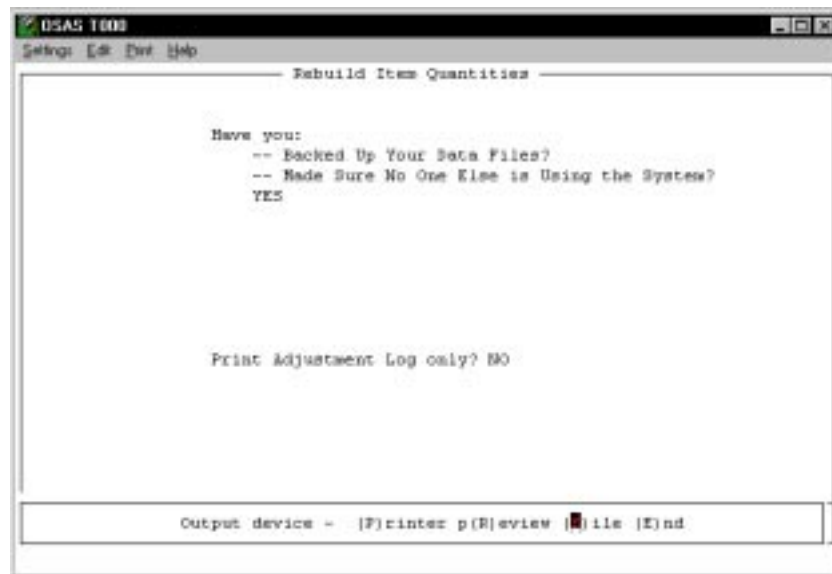 OSAS T000
Settings Edit Print Help
Rebuild Item Quantities
Have you:
-- Backed Up Your Data Files?
-- Made Sure No One Else is Using the System?
YES
Print Adjustment Log only? NO
Output device - (P)rinter p(R)eview (F)ile (E)nd